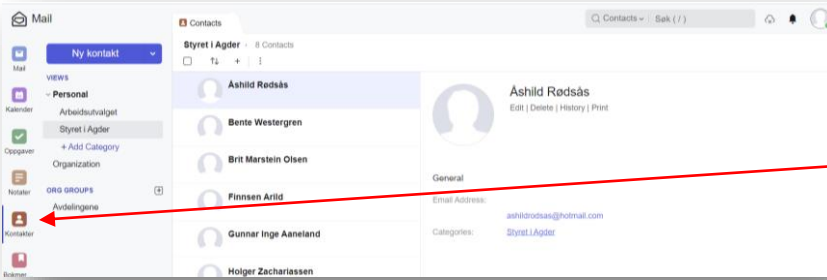 Mail
Contacts
Contacts
Søk ( / )
Mail
Kalender
Oppgaver
Notater
Kontakter
Ny kontakt
VIEWS
Personal
Arbeidsutvalget
Styret i Agder
+ Add Category
Organization
ORG GROUPS
Avdelingene
Styret i Agder
8 Contacts
Åshild Rødsås
Bente Westergren
Brit Marstein Olsen
Finnsen Arild
Gunnar Inge Aaneland
Holger Zachariassen
Åshild Rødsås
Edit | Delete | History | Print
General
Email Address:
ashildrodsas@hotmail.com
Categories:
Styret i Agder